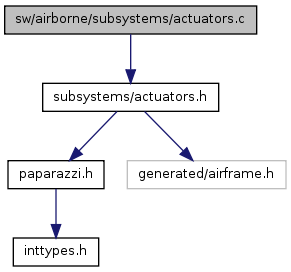 sw/airborne/subsystems/actuators.c
subsystems/actuators.h
paparazzi.h
generated/airframe.h
inttypes.h